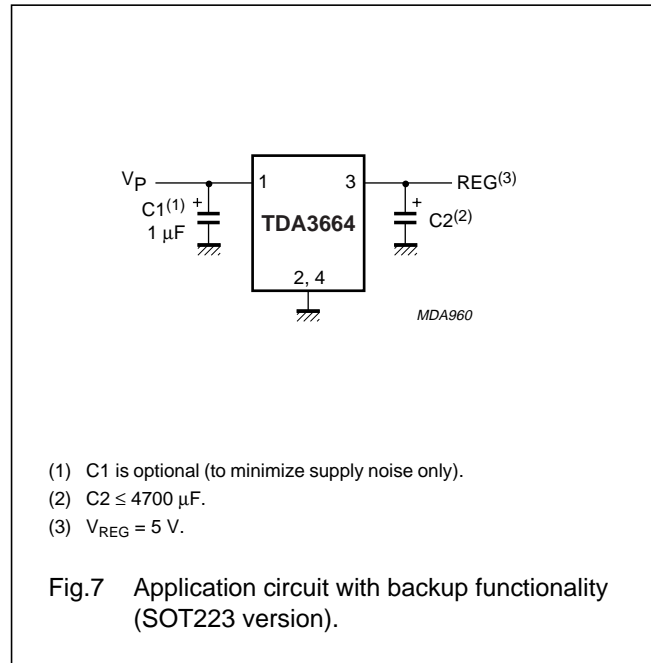 VP 1 3 REG(3)
C1(1) + + C2(2)
1 μF
TDA3664
2, 4
MDA960
(1) C1 is optional (to minimize supply noise only).
(2) C2 ≤ 4700 μF.
(3) VREG = 5 V.
Fig.7 Application circuit with backup functionality
(SOT223 version).